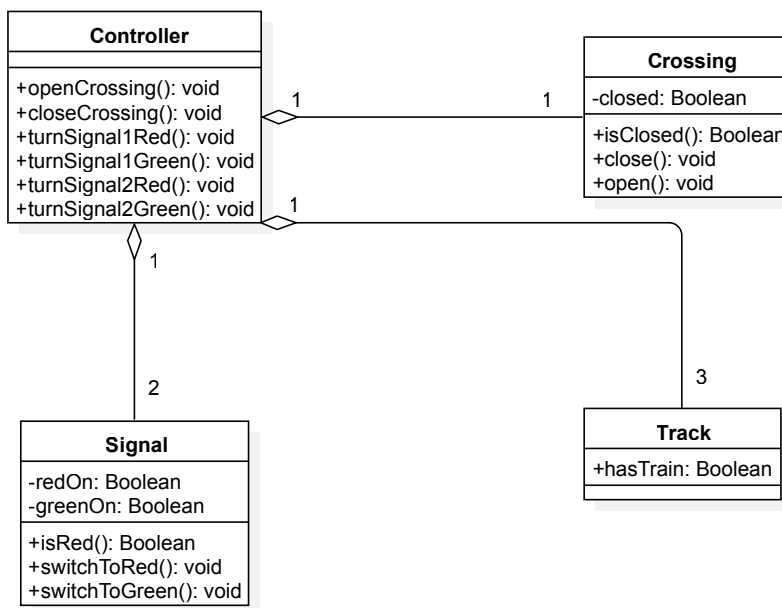 Controller
+openCrossing(): void
+closeCrossing(): void
+turnSignal1Red(): void
+turnSignal1Green(): void
+turnSignal2Red(): void
+turnSignal2Green(): void
1
1
Crossing
-closed: Boolean
+isClosed(): Boolean
+close(): void
+open(): void
1
3
Track
+hasTrain: Boolean
1
2
Signal
-redOn: Boolean
-greenOn: Boolean
+isRed(): Boolean
+switchToRed(): void
+switchToGreen(): void